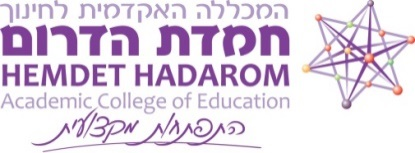 המכללה האקדמית לחינוך
חמדת הדרום
HEMDET HADAROM
Academic College of Education
התפתחות מקצועית